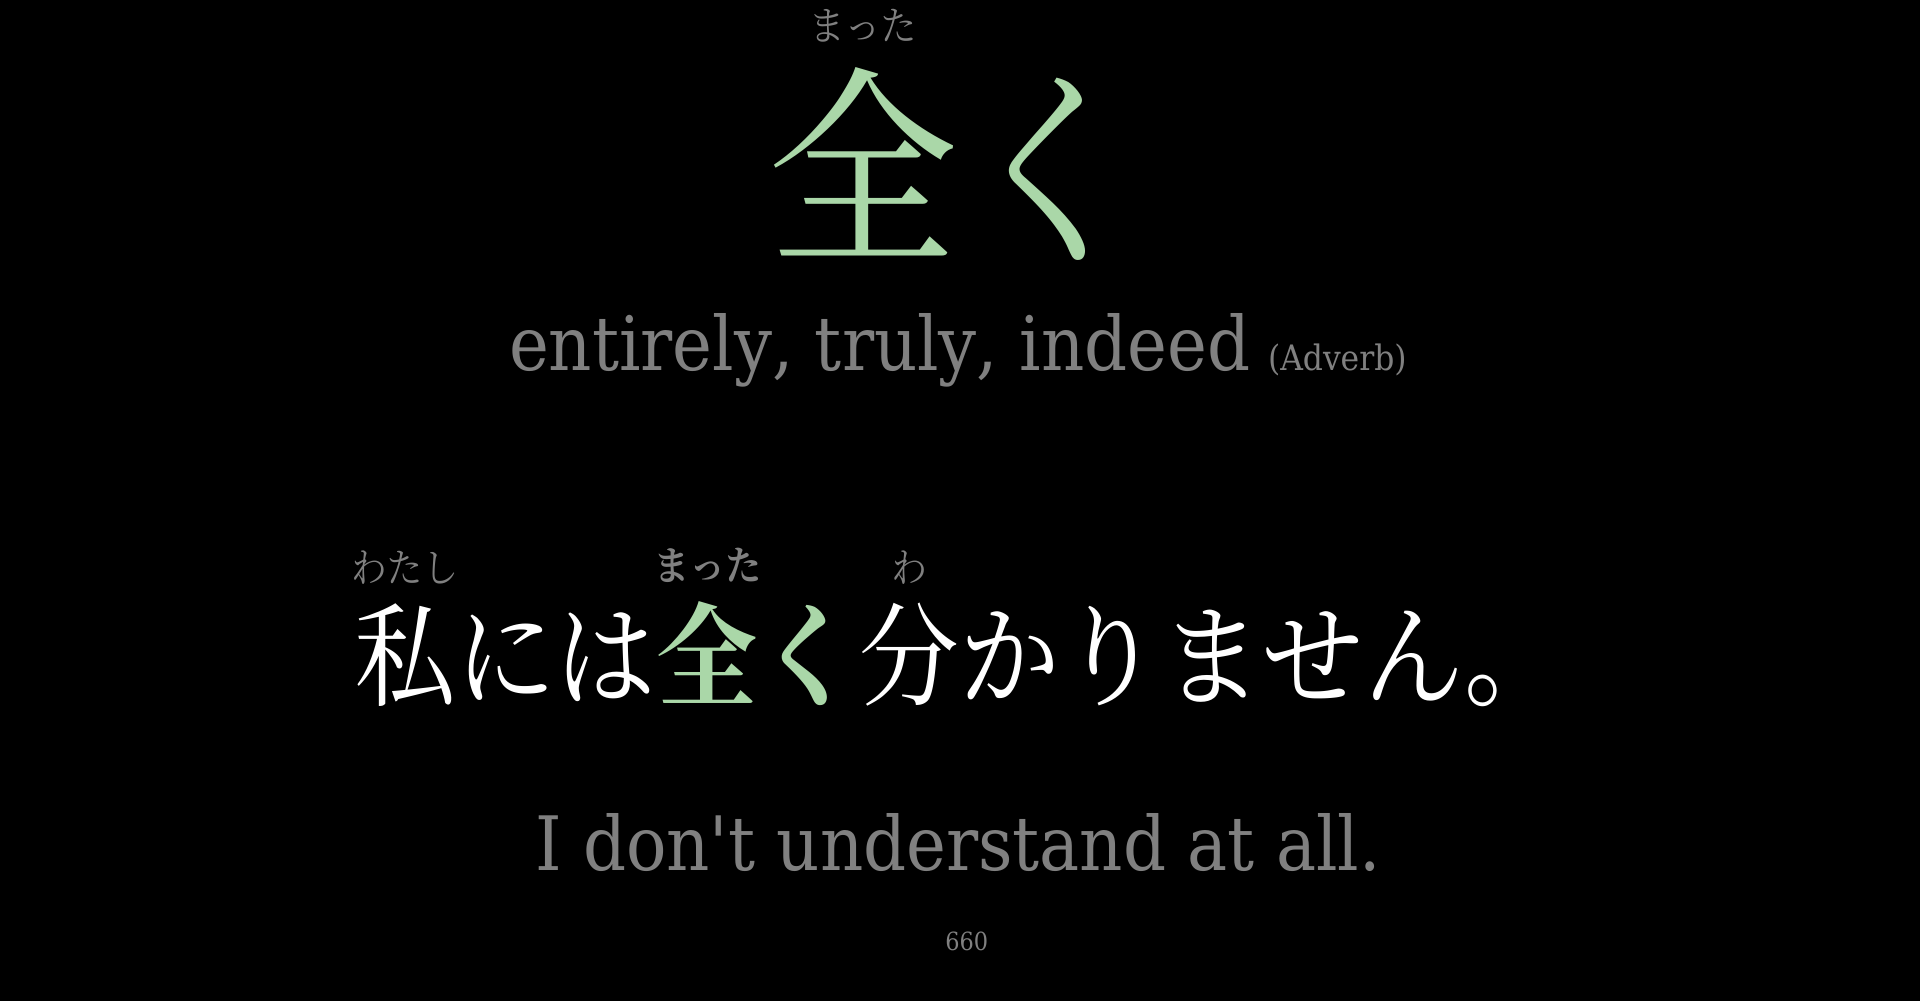 まった
全く
entirely, truly, indeed (Adverb)
わたし まった わ
私には全く分かりません。
I don't understand at all.
660